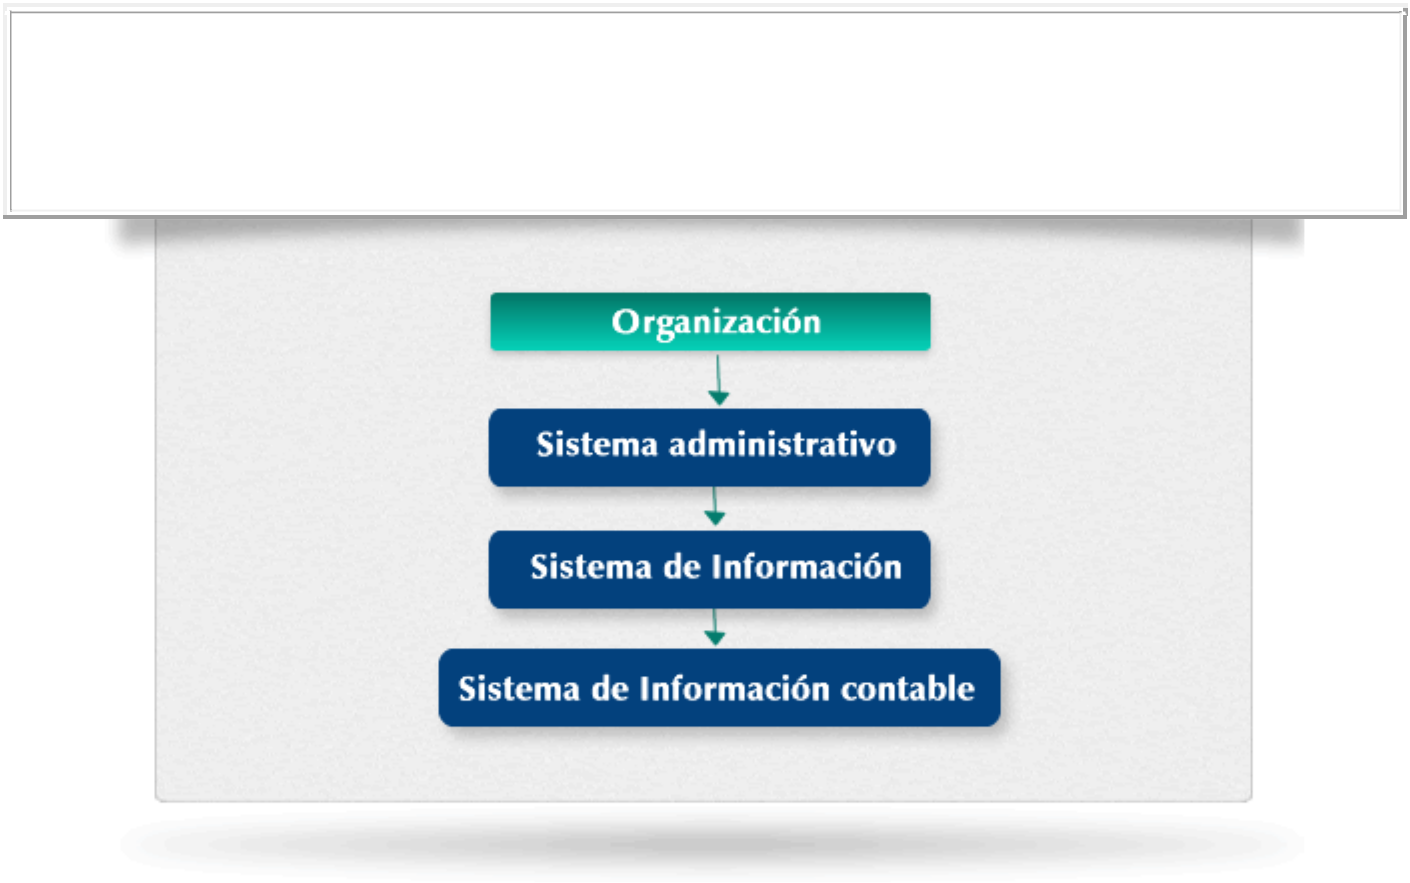 Organización
Sistema administrativo
Sistema de Información
Sistema de Información contable